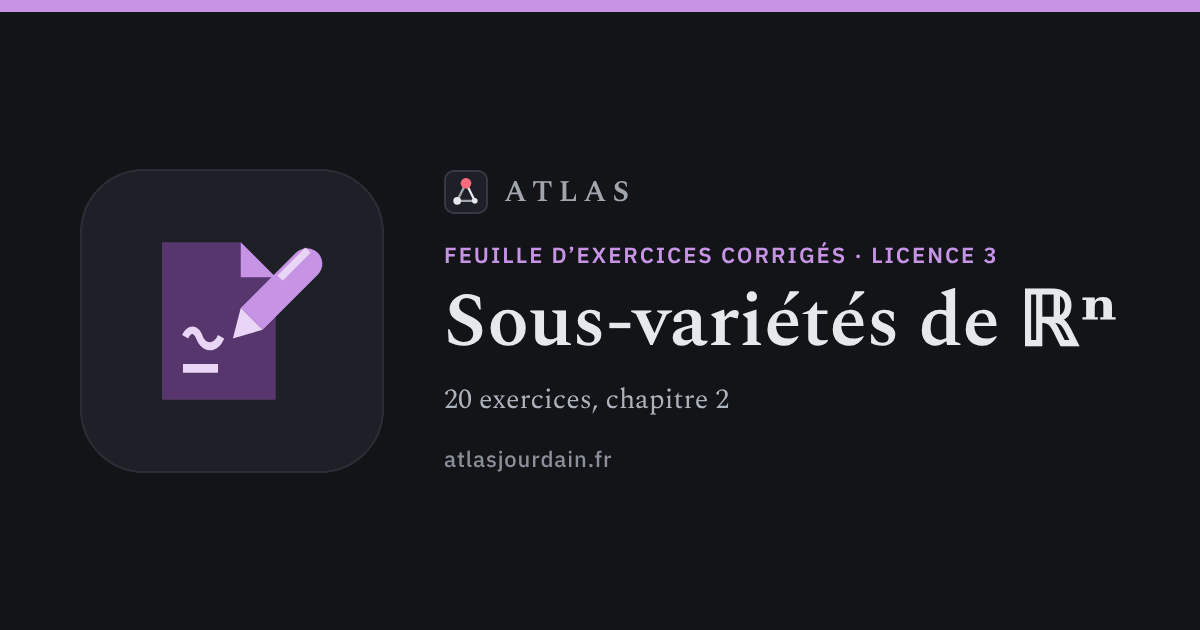 ATLAS
FEUILLE D’EXERCICES CORRIGÉS · LICENCE 3
Sous-variétés de ℝⁿ
20 exercices, chapitre 2
atlasjourdain.fr